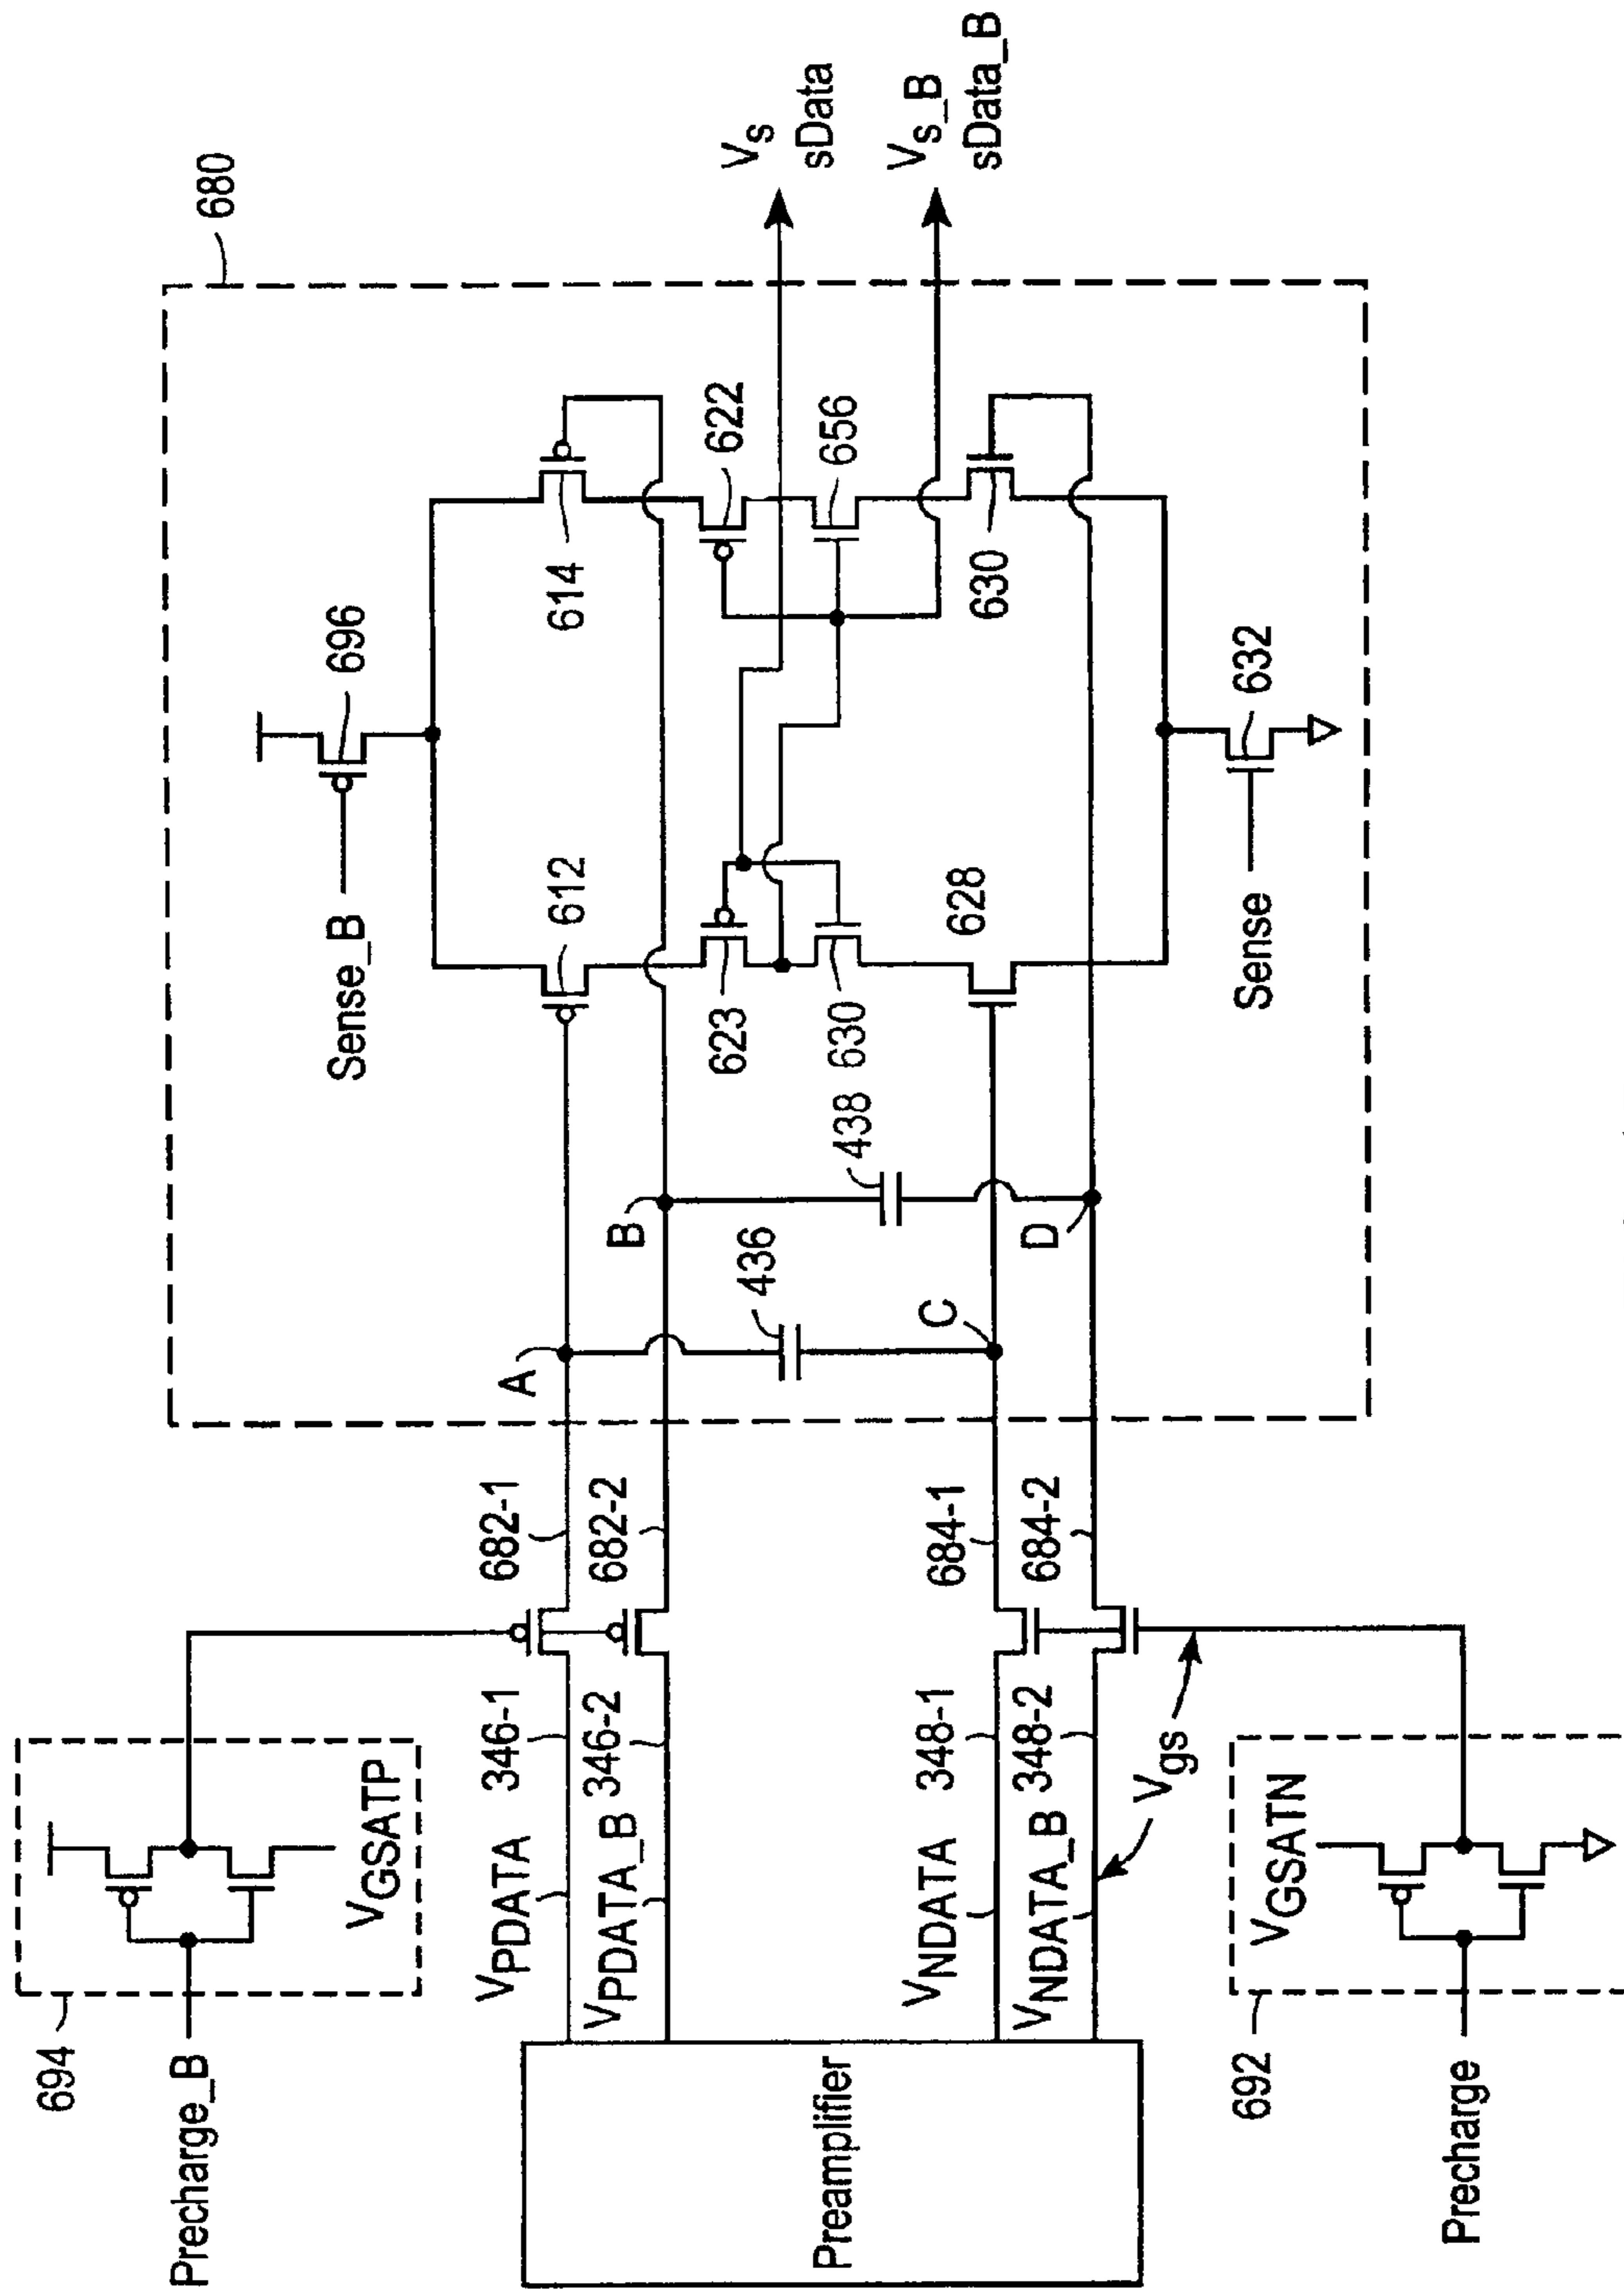 694
Precharge_B
VGSATP
Preamplifier
VPDATA
VPDATA_B
VNDATA
VNDATA_B
346-1
346-2
348-1
348-2
682-1
682-2
684-1
684-2
Vgs
692
Precharge
VGSATN
680
A
B
C
D
436
438
Sense_B
696
612
614
623
622
630
656
628
630
Sense
632
Vs
sData
Vs_B
sData_B